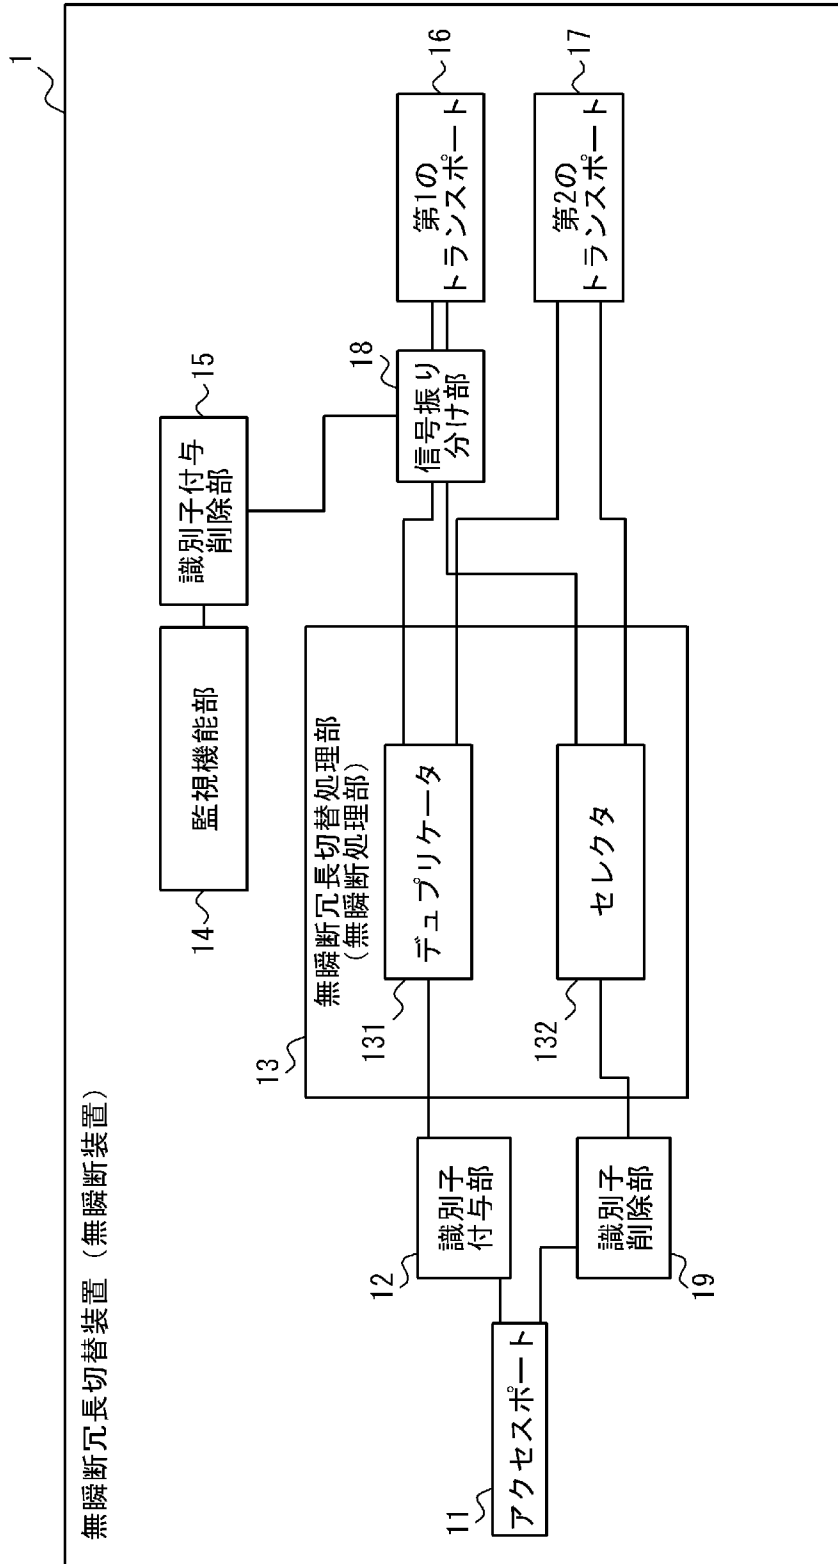 無瞬断冗長切替装置（無瞬断装置）
1
アクセスポート
11
識別子
付与部
12
識別子
削除部
19
無瞬断冗長切替処理部
（無瞬断処理部）
13
デュプリケータ
131
セレクタ
132
監視機能部
14
識別子付与
削除部
15
信号振り
分け部
18
第1の
トランスポート
16
第2の
トランスポート
17